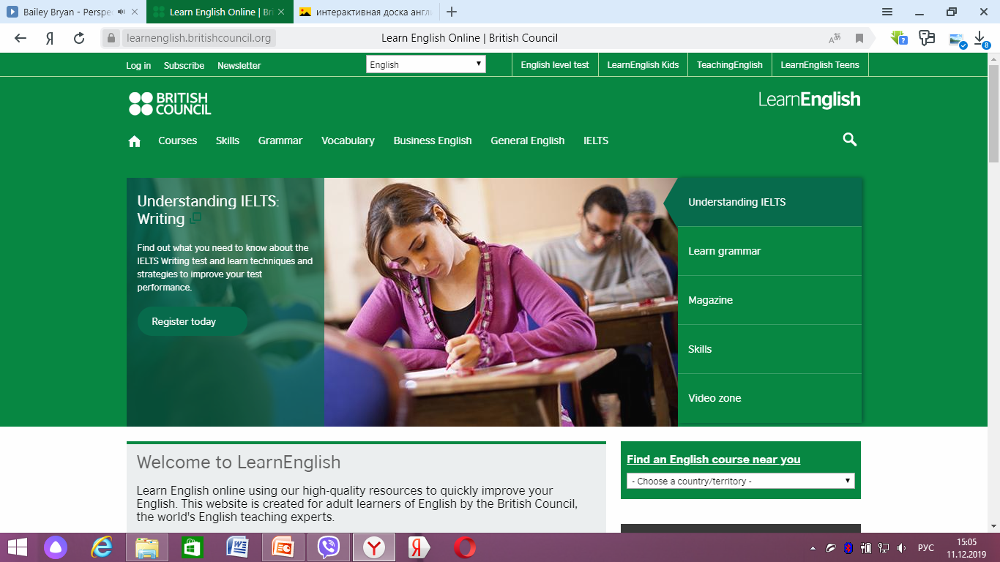 Bailey Bryan - Perspe
Learn English Online | Bri
интерактивная доска англ
Я
learnenglish.britishcouncil.org
Learn English Online | British Council
8
Log in
Subscribe
Newsletter
English
English level test
LearnEnglish Kids
TeachingEnglish
LearnEnglish Teens
BRITISH
COUNCIL
LearnEnglish
Courses
Skills
Grammar
Vocabulary
Business English
General English
IELTS
Understanding IELTS:
Writing
Find out what you need to know about the
IELTS Writing test and learn techniques and
strategies to improve your test
performance.
Register today
Understanding IELTS
Learn grammar
Magazine
Skills
Video zone
Welcome to LearnEnglish
Learn English online using our high-quality resources to quickly improve your
English. This website is created for adult learners of English by the British Council,
the world's English teaching experts.
Find an English course near you
- Choose a country/territory -
РУС
15:05
11.12.2019